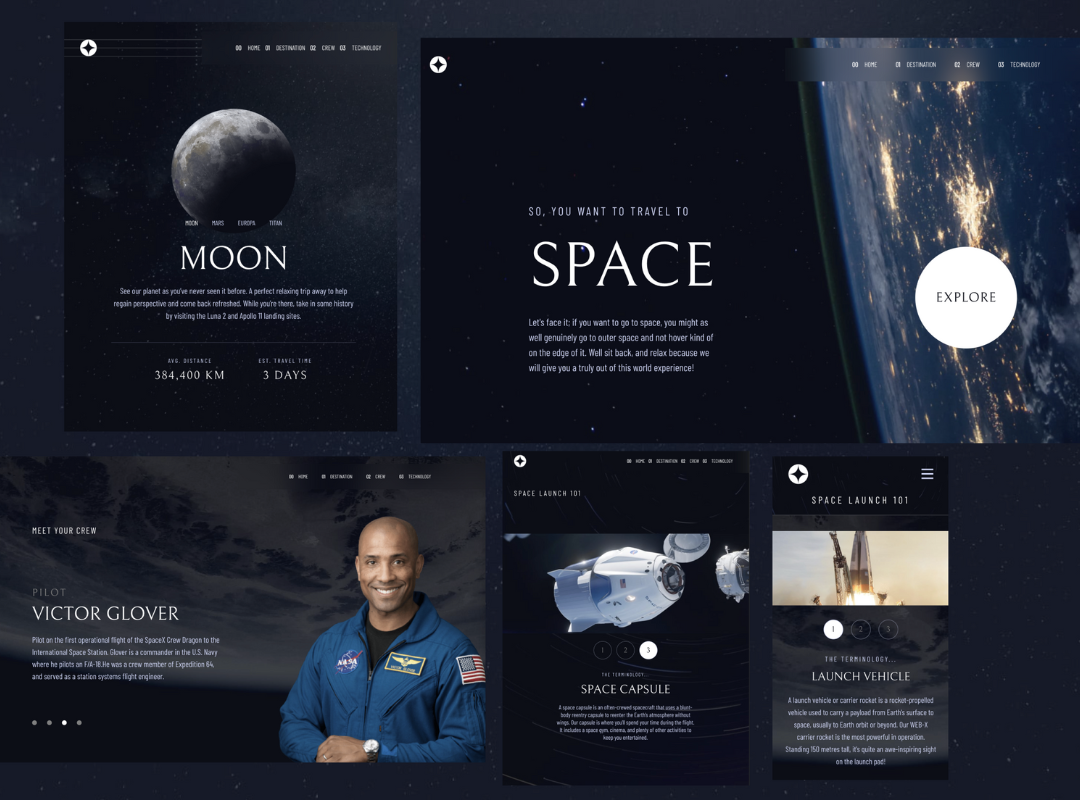 00 HOME 01 DESTINATION 02 CREW 03 TECHNOLOGY
MOON MARS EUROPA TITAN
MOON
See our planet as you've never seen it before. A perfect relaxing trip away to help
regain perspective and come back refreshed. While you're there, take in some history
by visiting the Luna 2 and Apollo 11 landing sites.
AVG. DISTANCE EST. TRAVEL TIME
384,400 KM 3 DAYS
00 HOME 01 DESTINATION 02 CREW 03 TECHNOLOGY
SO, YOU WANT TO TRAVEL TO
SPACE
Let's face it; if you want to go to space, you might as
well genuinely go to outer space and not hover kind of
on the edge of it. Well sit back, and relax because we
will give you a truly out of this world experience!
EXPLORE
00 HOME 01 DESTINATION 02 CREW 03 TECHNOLOGY
MEET YOUR CREW
PILOT
VICTOR GLOVER
Pilot on the first operational flight of the SpaceX Crew Dragon to the
International Space Station. Glover is a commander in the U.S. Navy
where he pilots an F/A-18.He was a crew member of Expedition 64,
and served as a station systems flight engineer.
NASA
00 HOME 01 DESTINATION 02 CREW 03 TECHNOLOGY
SPACE LAUNCH 101
1 2 3
THE TERMINOLOGY...
SPACE CAPSULE
A space capsule is an often-crewed spacecraft that uses a blunt-
body reentry capsule to reenter the Earth's atmosphere without
wings. Our capsule is where you'll spend your time during the flight.
It includes a space gym, cinema, and plenty of other activities to
keep you entertained.
SPACE LAUNCH 101
1 2 3
THE TERMINOLOGY...
LAUNCH VEHICLE
A launch vehicle or carrier rocket is a rocket-propelled
vehicle used to carry a payload from Earth's surface to
space, usually to Earth orbit or beyond. Our WEB-X
carrier rocket is the most powerful in operation.
Standing 150 metres tall, it's quite an awe-inspiring sight
on the launch pad!